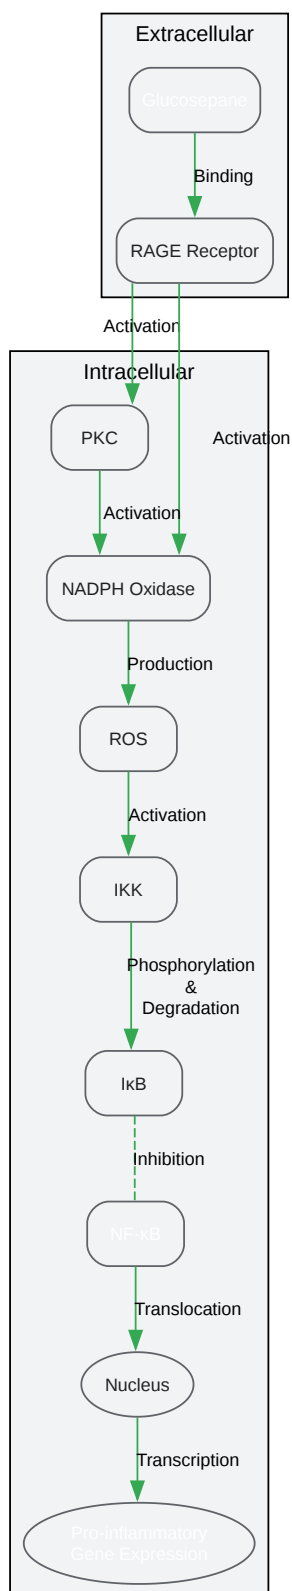 Extracellular
Glucosepane
Binding
RAGE Receptor
Activation
Intracellular
PKC
Activation
Activation
NADPH Oxidase
Production
ROS
Activation
IKK
Phosphorylation
&
Degradation
IκB
Inhibition
NF-κB
Translocation
Nucleus
Transcription
Pro-inflammatory
Gene Expression